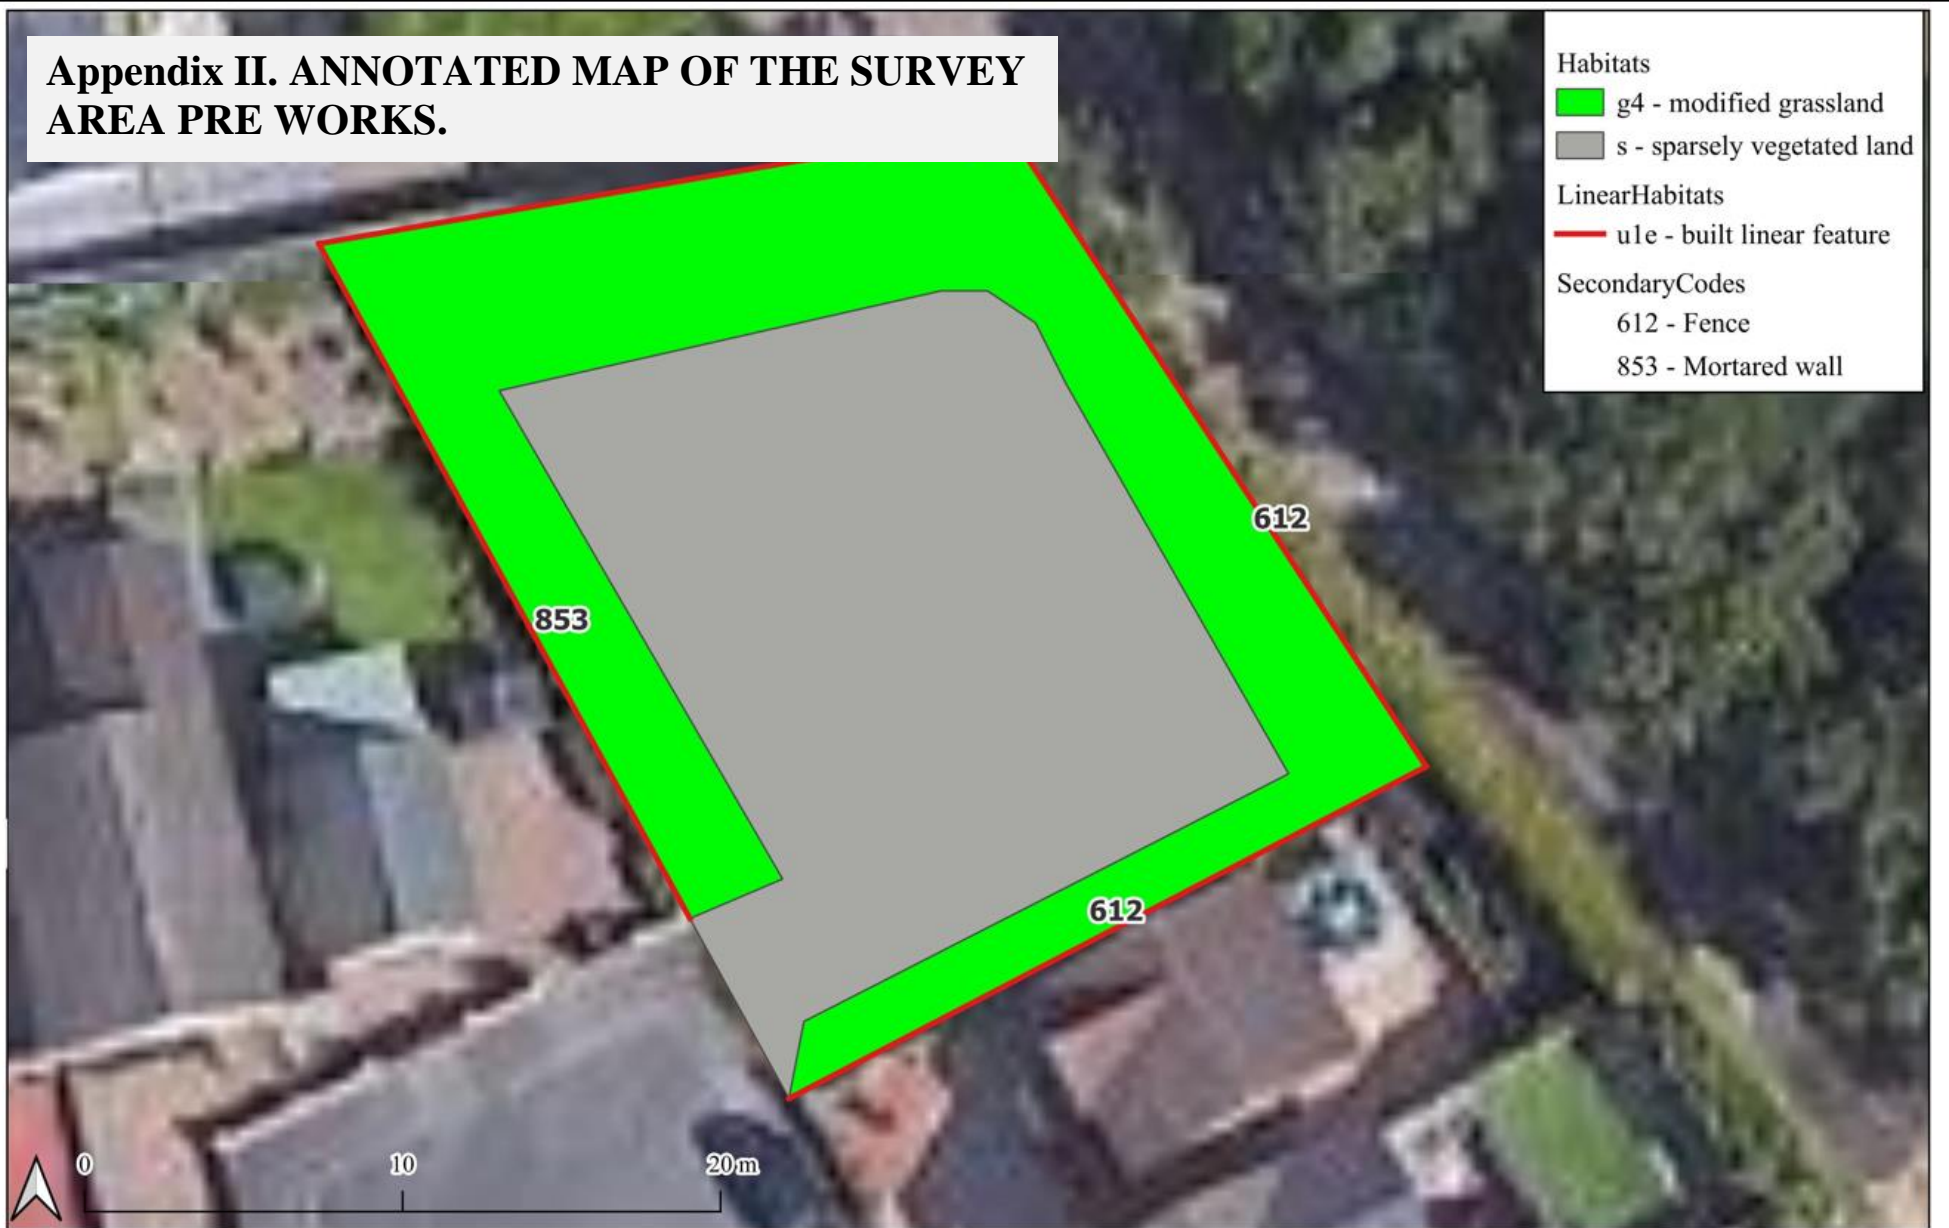 Appendix II. ANNOTATED MAP OF THE SURVEY
AREA PRE WORKS.
Habitats
g4 - modified grassland
s - sparsely vegetated land
LinearHabitats
u1e - built linear feature
SecondaryCodes
612 - Fence
853 - Mortared wall
612
853
612
0 10 20 m